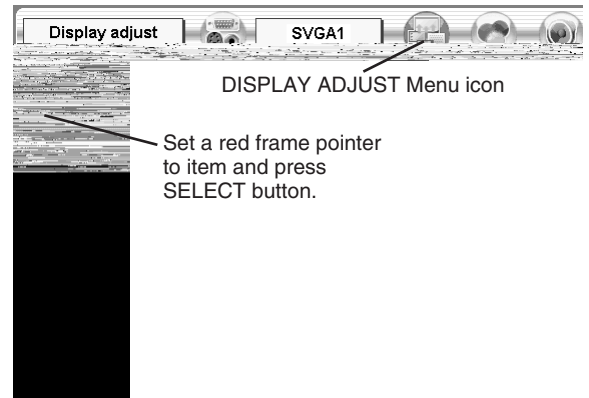 Display adjust
SVGA1
DISPLAY ADJUST Menu icon
Set a red frame pointer
to item and press
SELECT button.